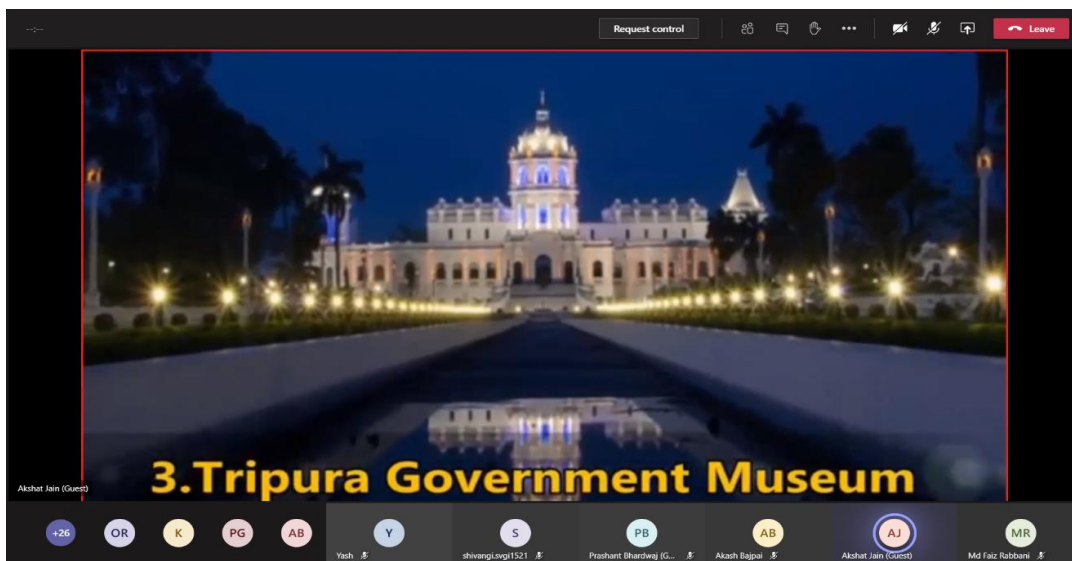 --:--
Request control
Leave
3.Tripura Government Museum
Akshat Jain (Guest)
+26
OR
K
PG
AB
Y
S
PB
AB
AJ
MR
Yash
shivangi.svgi1521
Prashant Bhardwaj (G...
Akash Bajpai
Akshat Jain (Guest)
Md Faiz Rabbani